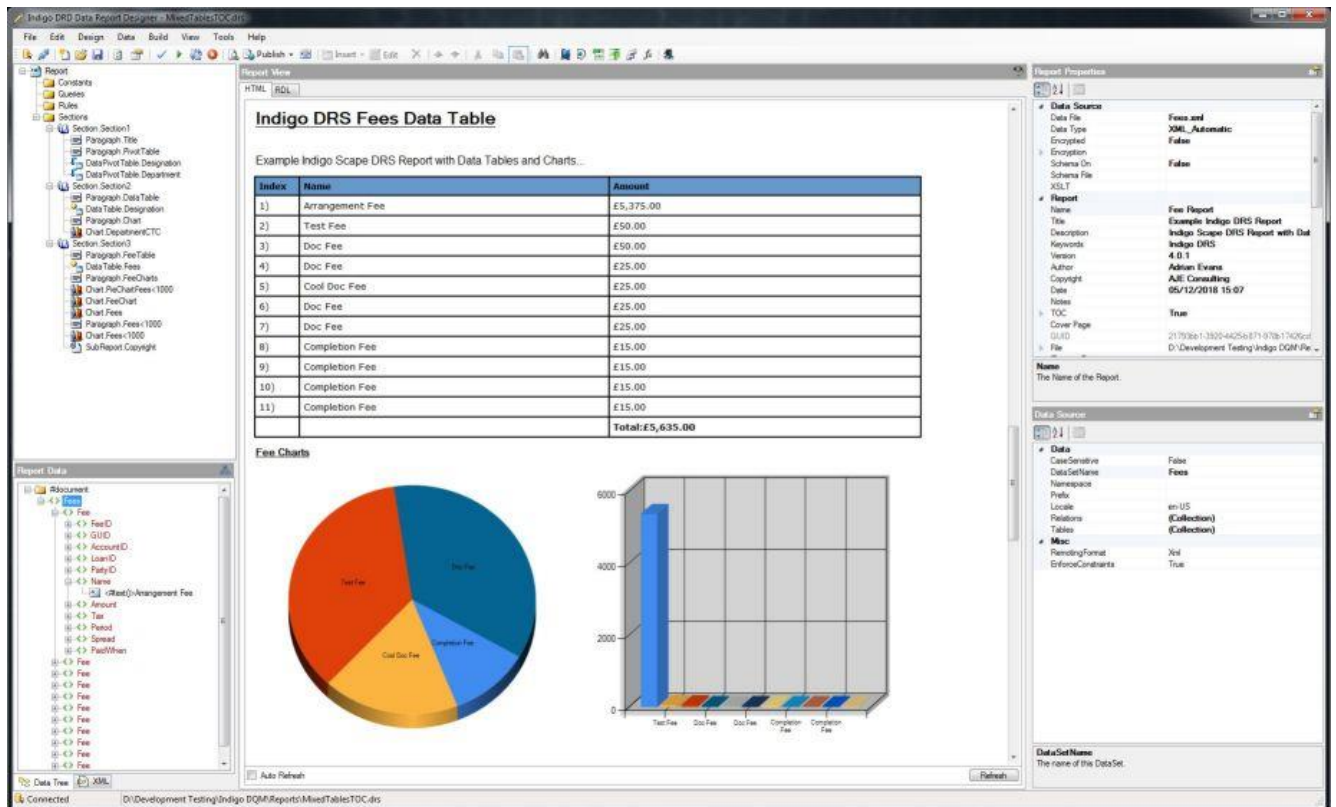 Indigo DRD Data Report Designer - MixedTablesTOC.drs
File Edit Design Data Build View Tools Help
Publish Insert Edit
Report
Constants
Queries
Rules
Sections
Section.Section1
Paragraph.Title
Paragraph.PivotTable
DataPivotTable.Designation
DataPivotTable.Department
Section.Section2
Paragraph.DataTable
DataTable.Designation
Paragraph.Chart
Chart.DepartmentCTC
Section.Section3
Paragraph.FeeTable
DataTable.Fees
Paragraph.FeeCharts
Chart.PieChartFees<1000
Chart.FeeChart
Chart.Fees
Paragraph.Fees<1000
Chart.Fees<1000
SubReport.Copyright
Report Data
#document
Fees
Fee
FeeID
GUID
AccountID
LoanID
PartyID
Name
<#text()>Arrangement Fee
Amount
Tax
Period
Spread
PaidWhen
Fee
Fee
Fee
Fee
Fee
Fee
Fee
Fee
Fee
Fee
Data Tree XML
Report View
HTML RDL
Indigo DRS Fees Data Table
Example Indigo Scape DRS Report with Data Tables and Charts...
Index Name Amount
1) Arrangement Fee £5,375.00
2) Test Fee £50.00
3) Doc Fee £50.00
4) Doc Fee £25.00
5) Cool Doc Fee £25.00
6) Doc Fee £25.00
7) Doc Fee £25.00
8) Completion Fee £15.00
9) Completion Fee £15.00
10) Completion Fee £15.00
11) Completion Fee £15.00
Total:£5,635.00
Fee Charts
Test Fee
Doc Fee
Completion Fee
Cool Doc Fee
6000
4000
2000
0
Test Fee Doc Fee Doc Fee Completion Fee Completion Fee
Auto Refresh Refresh
Report Properties
Data Source
Data File Fees.xml
Data Type XML_Automatic
Encrypted False
Encryption
Schema On False
Schema File
XSLT
Report
Name Fee Report
Title Example Indigo DRS Report
Description Indigo Scape DRS Report with Dat
Keywords Indigo DRS
Version 4.0.1
Author Adrian Evans
Copyright AJE Consulting
Date 05/12/2018 15:07
Notes
TOC True
Cover Page
GUID
File D:\Development Testing\Indigo DQM\Re
Name
The Name of the Report.
Data Source
Data
CaseSensitive False
DataSetName Fees
Namespace
Prefix
Locale en-US
Relations (Collection)
Tables (Collection)
Misc
RemotingFormat Xml
EnforceConstraints True
DataSetName
The name of this DataSet.
Connected D:\Development Testing\Indigo DQM\Reports\MixedTablesTOC.drs